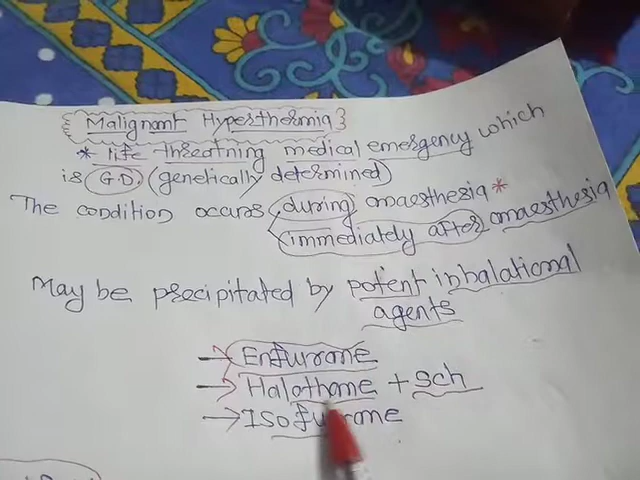 Malignant Hyperthermia
* life threatning medical emergency which
is G.D. (genetically determined)
The condition occurs during anaesthesia *
immediately after anaesthesia
May be precipitated by potent inhalational
agents
→ Enflurane
→ Halothane + Sch
→ Isoflurane